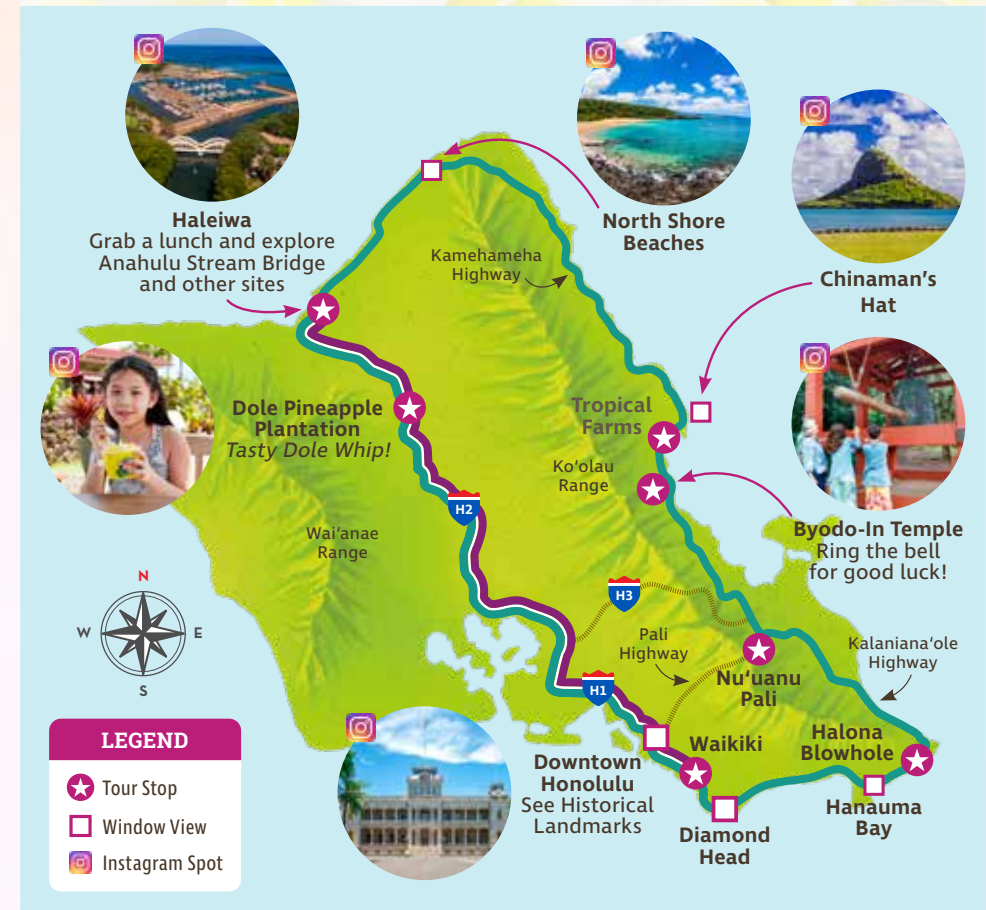 Haleiwa
Grab a lunch and explore
Anahulu Stream Bridge
and other sites
North Shore
Beaches
Kamehameha
Highway
Chinaman's
Hat
Dole Pineapple
Plantation
Tasty Dole Whip!
Tropical
Farms
Ko‘olau
Range
H2
Wai‘anae
Range
Byodo-In Temple
Ring the bell
for good luck!
N
W
E
S
H3
Pali
Highway
Kalaniana‘ole
Highway
Nu‘uanu
Pali
H1
LEGEND
Tour Stop
Window View
Instagram Spot
Downtown
Honolulu
See Historical
Landmarks
Waikiki
Halona
Blowhole
Hanauma
Bay
Diamond
Head